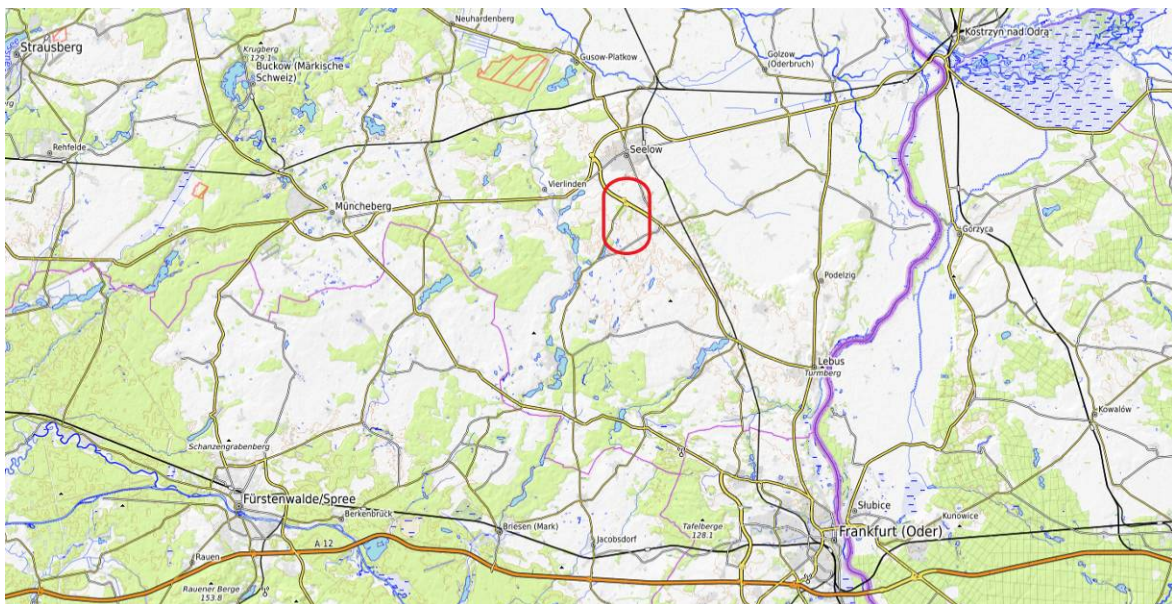 Neuhardenberg
Kostrzyn nad Odrą
Strausberg
Krugberg
129.1
Buckow (Märkische
Schweiz)
Gusow-Platkow
Golzow
(Oderbruch)
Rehfelde
Seelow
Vierlinden
Müncheberg
Górzyca
Podelzig
Lebus
Turmberg
Kowalów
Schanzengrabenberg
Fürstenwalde/Spree
Berkenbrück
Briesen (Mark)
Jacobsdorf
Tafelberge
128.1
Słubice
Kunowice
Frankfurt (Oder)
A 12
Rauen
Rauener Berge
153.8